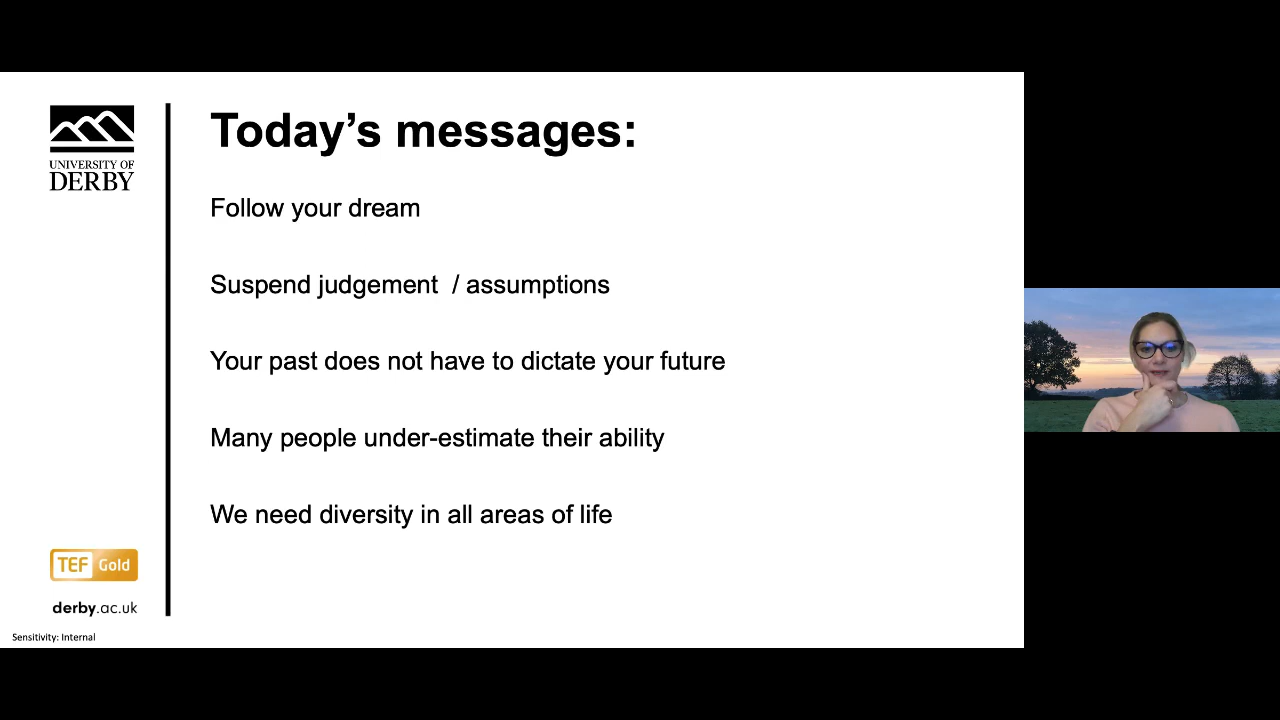 UNIVERSITY OF
DERBY
Today’s messages:
Follow your dream
Suspend judgement  / assumptions
Your past does not have to dictate your future
Many people under-estimate their ability
We need diversity in all areas of life
TEF Gold
derby.ac.uk
Sensitivity: Internal